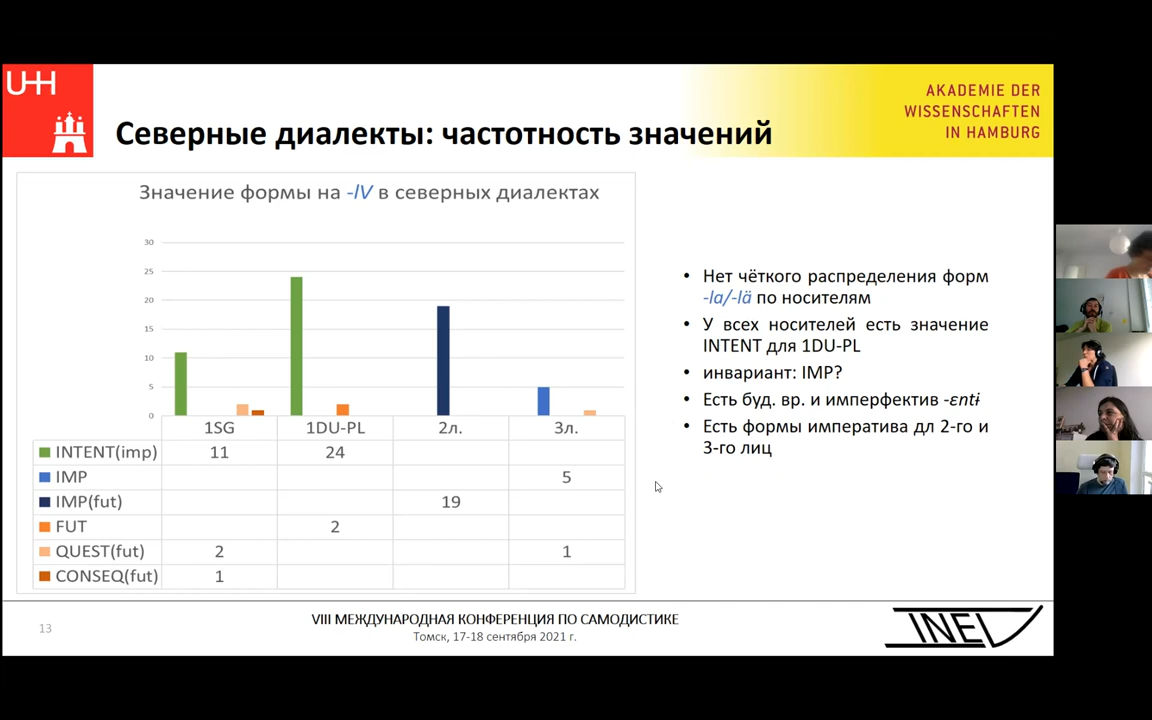 UHH
AKADEMIE DER
WISSENSCHAFTEN
IN HAMBURG
Северные диалекты: частотность значений
Значение формы на -lV в северных диалектах
30
25
20
15
10
5
0
1SG 1DU-PL 2л. 3л.
INTENT(imp) 11 24
IMP 5
IMP(fut) 19
FUT 2
QUEST(fut) 2 1
CONSEQ(fut) 1
• Нет чёткого распределения форм
-la/-lä по носителям
• У всех носителей есть значение
INTENT для 1DU-PL
• инвариант: IMP?
• Есть буд. вр. и имперфектив -ɛntɨ
• Есть формы императива дл 2-го и
3-го лиц
13
VIII МЕЖДУНАРОДНАЯ КОНФЕРЕНЦИЯ ПО САМОДИСТИКЕ
Томск, 17-18 сентября 2021 г.
INEL